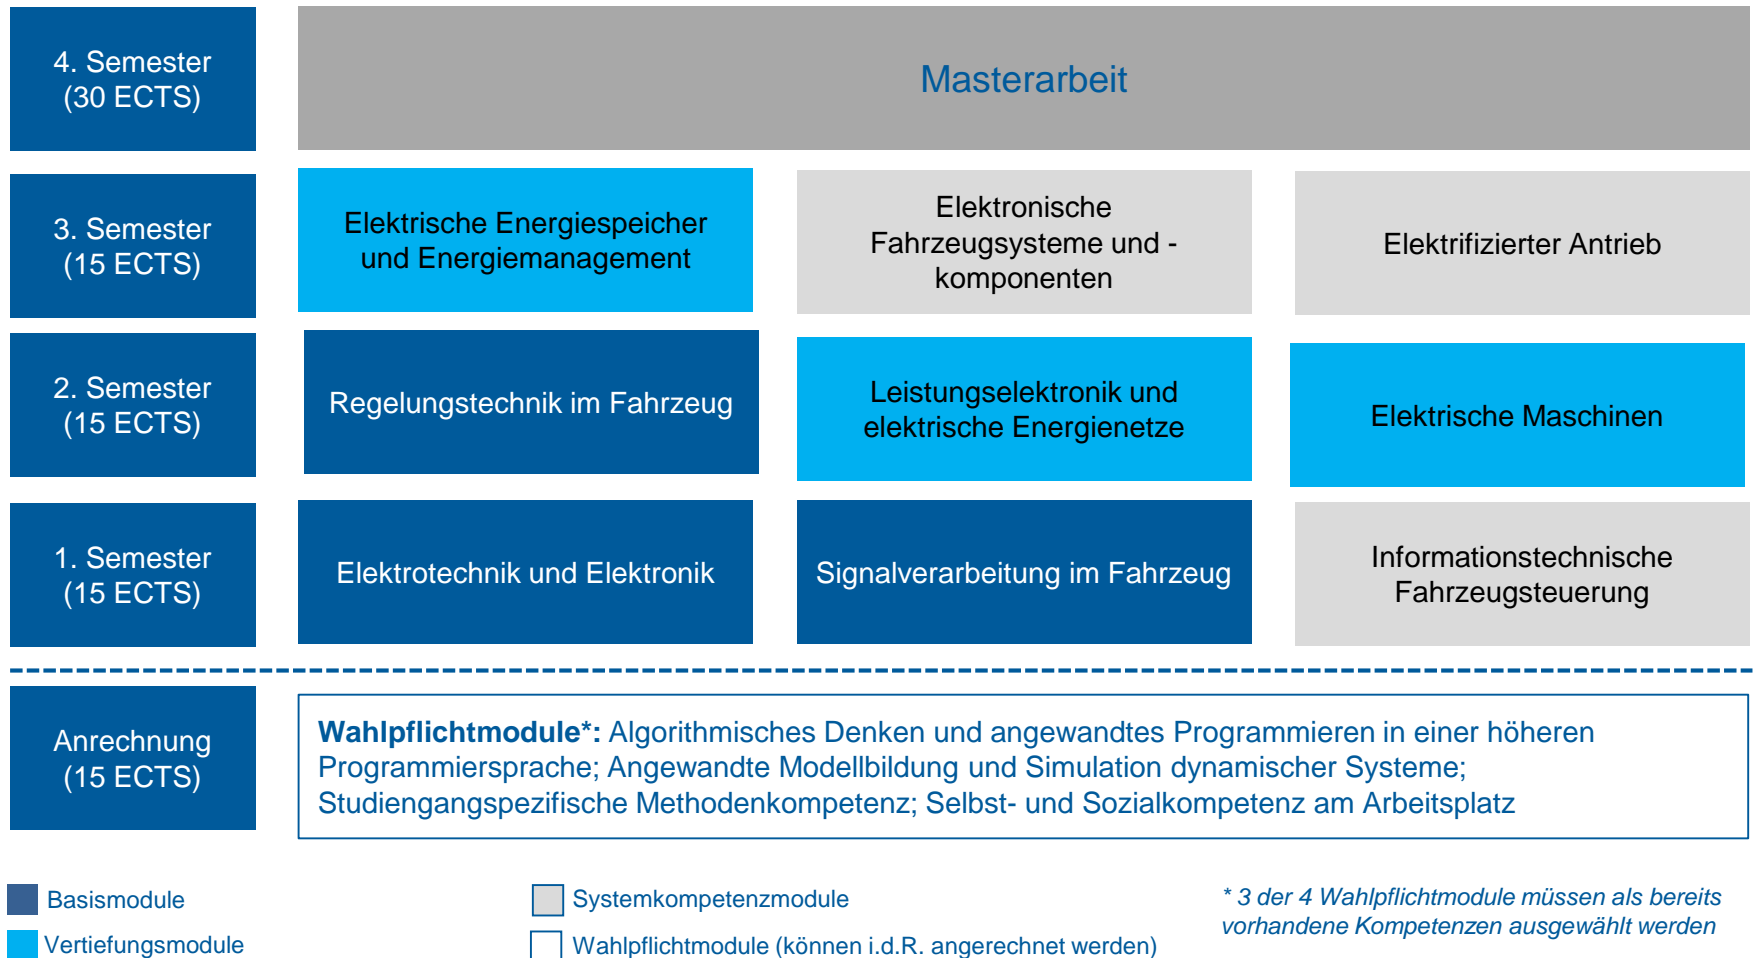 4. Semester
(30 ECTS)
Masterarbeit
3. Semester
(15 ECTS)
Elektrische Energiespeicher
und Energiemanagement
Elektronische
Fahrzeugsysteme und -
komponenten
Elektrifizierter Antrieb
2. Semester
(15 ECTS)
Regelungstechnik im Fahrzeug
Leistungselektronik und
elektrische Energienetze
Elektrische Maschinen
1. Semester
(15 ECTS)
Elektrotechnik und Elektronik
Signalverarbeitung im Fahrzeug
Informationstechnische
Fahrzeugsteuerung
Anrechnung
(15 ECTS)
Wahlpflichtmodule*: Algorithmisches Denken und angewandtes Programmieren in einer höheren
Programmiersprache; Angewandte Modellbildung und Simulation dynamischer Systeme;
Studiengangspezifische Methodenkompetenz; Selbst- und Sozialkompetenz am Arbeitsplatz
Basismodule
Vertiefungsmodule
Systemkompetenzmodule
Wahlpflichtmodule (können i.d.R. angerechnet werden)
* 3 der 4 Wahlpflichtmodule müssen als bereits
vorhandene Kompetenzen ausgewählt werden